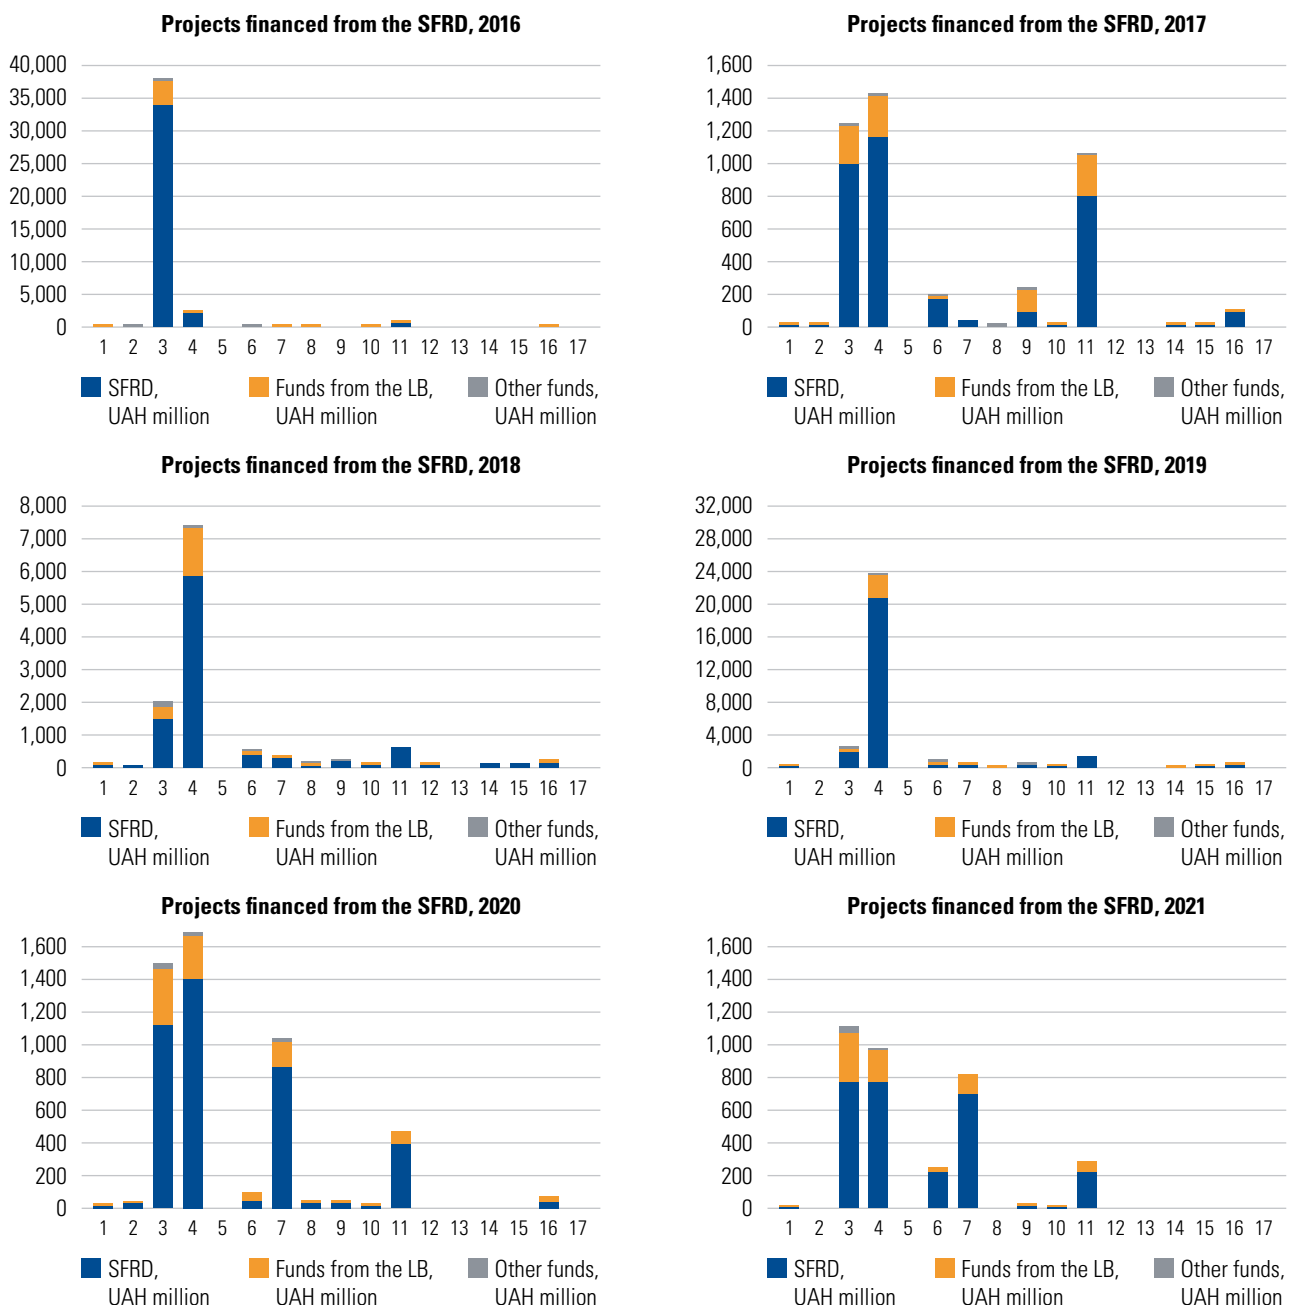 Projects financed from the SFRD, 2016
40,000
35,000
30,000
25,000
20,000
15,000
10,000
5,000
0
1 2 3 4 5 6 7 8 9 10 11 12 13 14 15 16 17
SFRD, Funds from the LB, Other funds,
UAH million UAH million UAH million
Projects financed from the SFRD, 2017
1,600
1,400
1,200
1,000
800
600
400
200
0
1 2 3 4 5 6 7 8 9 10 11 12 13 14 15 16 17
SFRD, Funds from the LB, Other funds,
UAH million UAH million UAH million
Projects financed from the SFRD, 2018
8,000
7,000
6,000
5,000
4,000
3,000
2,000
1,000
0
1 2 3 4 5 6 7 8 9 10 11 12 13 14 15 16 17
SFRD, Funds from the LB, Other funds,
UAH million UAH million UAH million
Projects financed from the SFRD, 2019
32,000
28,000
24,000
20,000
16,000
12,000
8,000
4,000
0
1 2 3 4 5 6 7 8 9 10 11 12 13 14 15 16 17
SFRD, Funds from the LB, Other funds,
UAH million UAH million UAH million
Projects financed from the SFRD, 2020
1,600
1,400
1,200
1,000
800
600
400
200
0
1 2 3 4 5 6 7 8 9 10 11 12 13 14 15 16 17
SFRD, Funds from the LB, Other funds,
UAH million UAH million UAH million
Projects financed from the SFRD, 2021
1,600
1,400
1,200
1,000
800
600
400
200
0
1 2 3 4 5 6 7 8 9 10 11 12 13 14 15 16 17
SFRD, Funds from the LB, Other funds,
UAH million UAH million UAH million